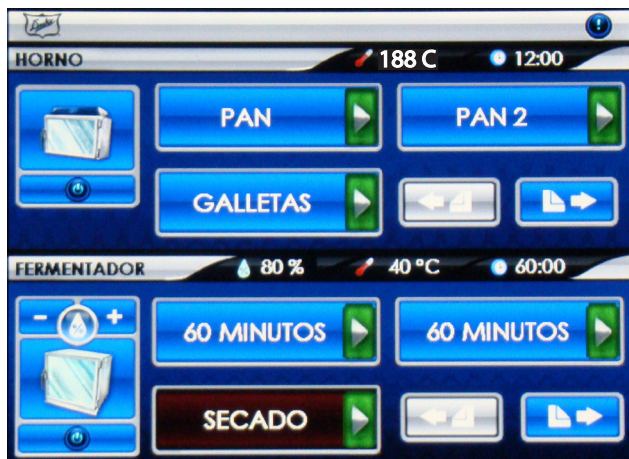 HORNO 188 C 12:00
PAN PAN 2
GALLETAS
FERMENTADOR 80 % 40 °C 60:00
- % +
60 MINUTOS 60 MINUTOS
SECADO